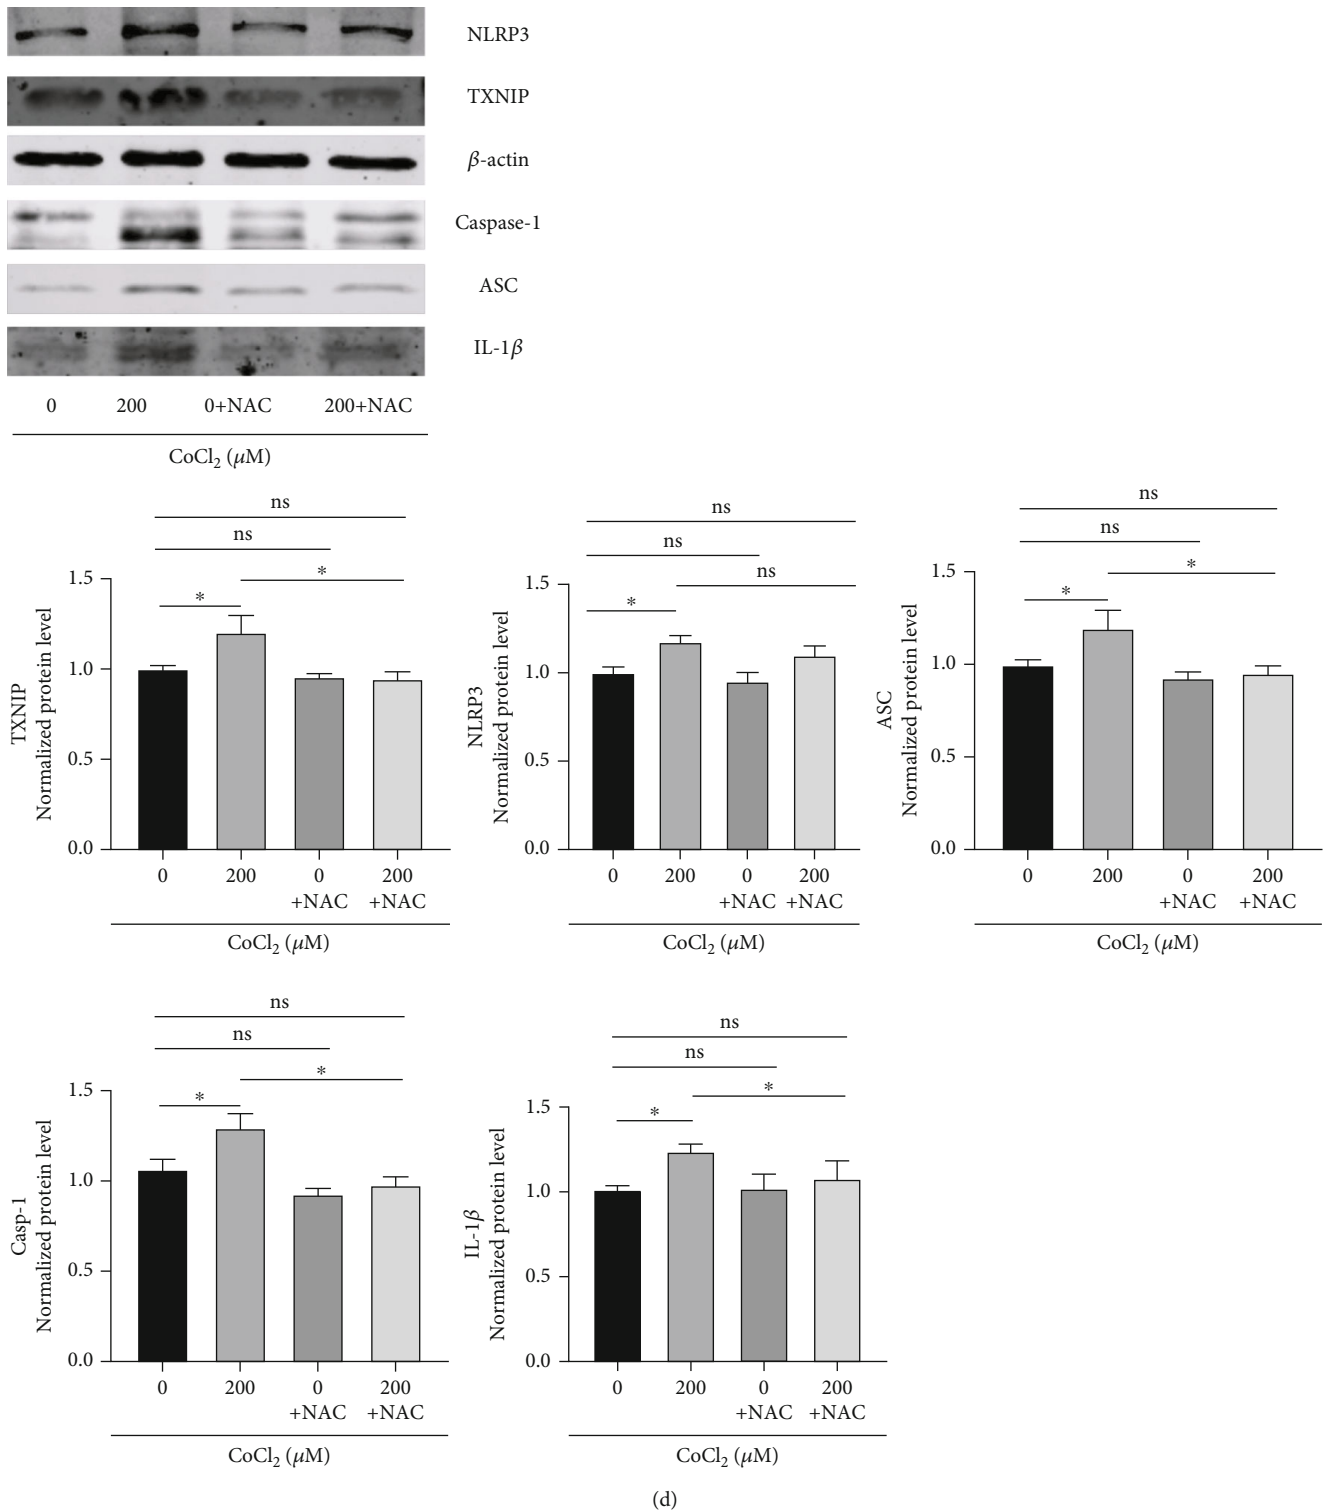 NLRP3
TXNIP
β-actin
Caspase-1
ASC
IL-1β
0 200 0+NAC 200+NAC
CoCl₂ (μM)
ns
ns
*
*
1.5
1.0
0.5
0.0
TXNIP
Normalized protein level
0 200 0 200
+NAC +NAC
CoCl₂ (μM)
ns
ns
ns
*
1.5
1.0
0.5
0.0
NLRP3
Normalized protein level
0 200 0 200
+NAC +NAC
CoCl₂ (μM)
ns
ns
*
*
1.5
1.0
0.5
0.0
ASC
Normalized protein level
0 200 0 200
+NAC +NAC
CoCl₂ (μM)
ns
ns
*
*
1.5
1.0
0.5
0.0
Casp-1
Normalized protein level
0 200 0 200
+NAC +NAC
CoCl₂ (μM)
ns
ns
*
*
1.5
1.0
0.5
0.0
IL-1β
Normalized protein level
0 200 0 200
+NAC +NAC
CoCl₂ (μM)
(d)